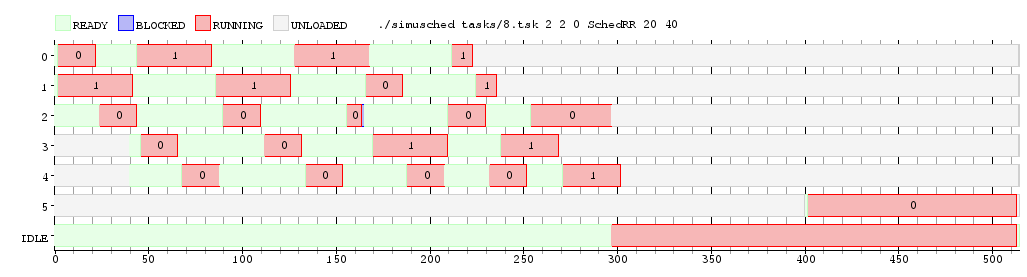 READY BLOCKED RUNNING UNLOADED ./simusched tasks/8.tsk 2 2 0 SchedRR 20 40
0 0 1 1 1
1 1 1 0 1
2 0 0 0 0 0
3 0 0 1 1
4 0 0 0 0 1
5 0
IDLE
0 50 100 150 200 250 300 350 400 450 500